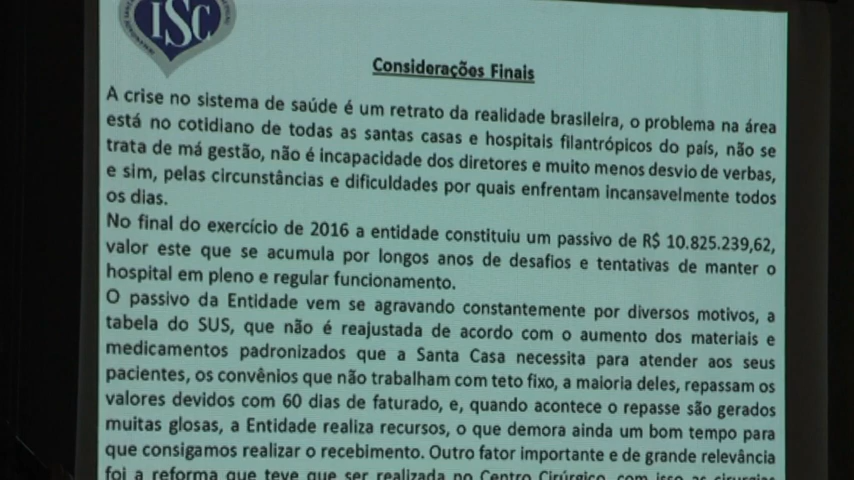 ISC
Considerações Finais
A crise no sistema de saúde é um retrato da realidade brasileira, o problema na área
está no cotidiano de todas as santas casas e hospitais filantrópicos do país, não se
trata de má gestão, não é incapacidade dos diretores e muito menos desvio de verbas,
e sim, pelas circunstâncias e dificuldades por quais enfrentam incansavelmente todos
os dias.
No final do exercício de 2016 a entidade constituiu um passivo de R$ 10.825.239,62,
valor este que se acumula por longos anos de desafios e tentativas de manter o
hospital em pleno e regular funcionamento.
O passivo da Entidade vem se agravando constantemente por diversos motivos, a
tabela do SUS, que não é reajustada de acordo com o aumento dos materiais e
medicamentos padronizados que a Santa Casa necessita para atender aos seus
pacientes, os convênios que não trabalham com teto fixo, a maioria deles, repassam os
valores devidos com 60 dias de faturado, e, quando acontece o repasse são gerados
muitas glosas, a Entidade realiza recursos, o que demora ainda um bom tempo para
que consigamos realizar o recebimento. Outro fator importante e de grande relevância
foi a reforma que teve que ser realizada no Centro Cirúrgico, com isso as cirurgias